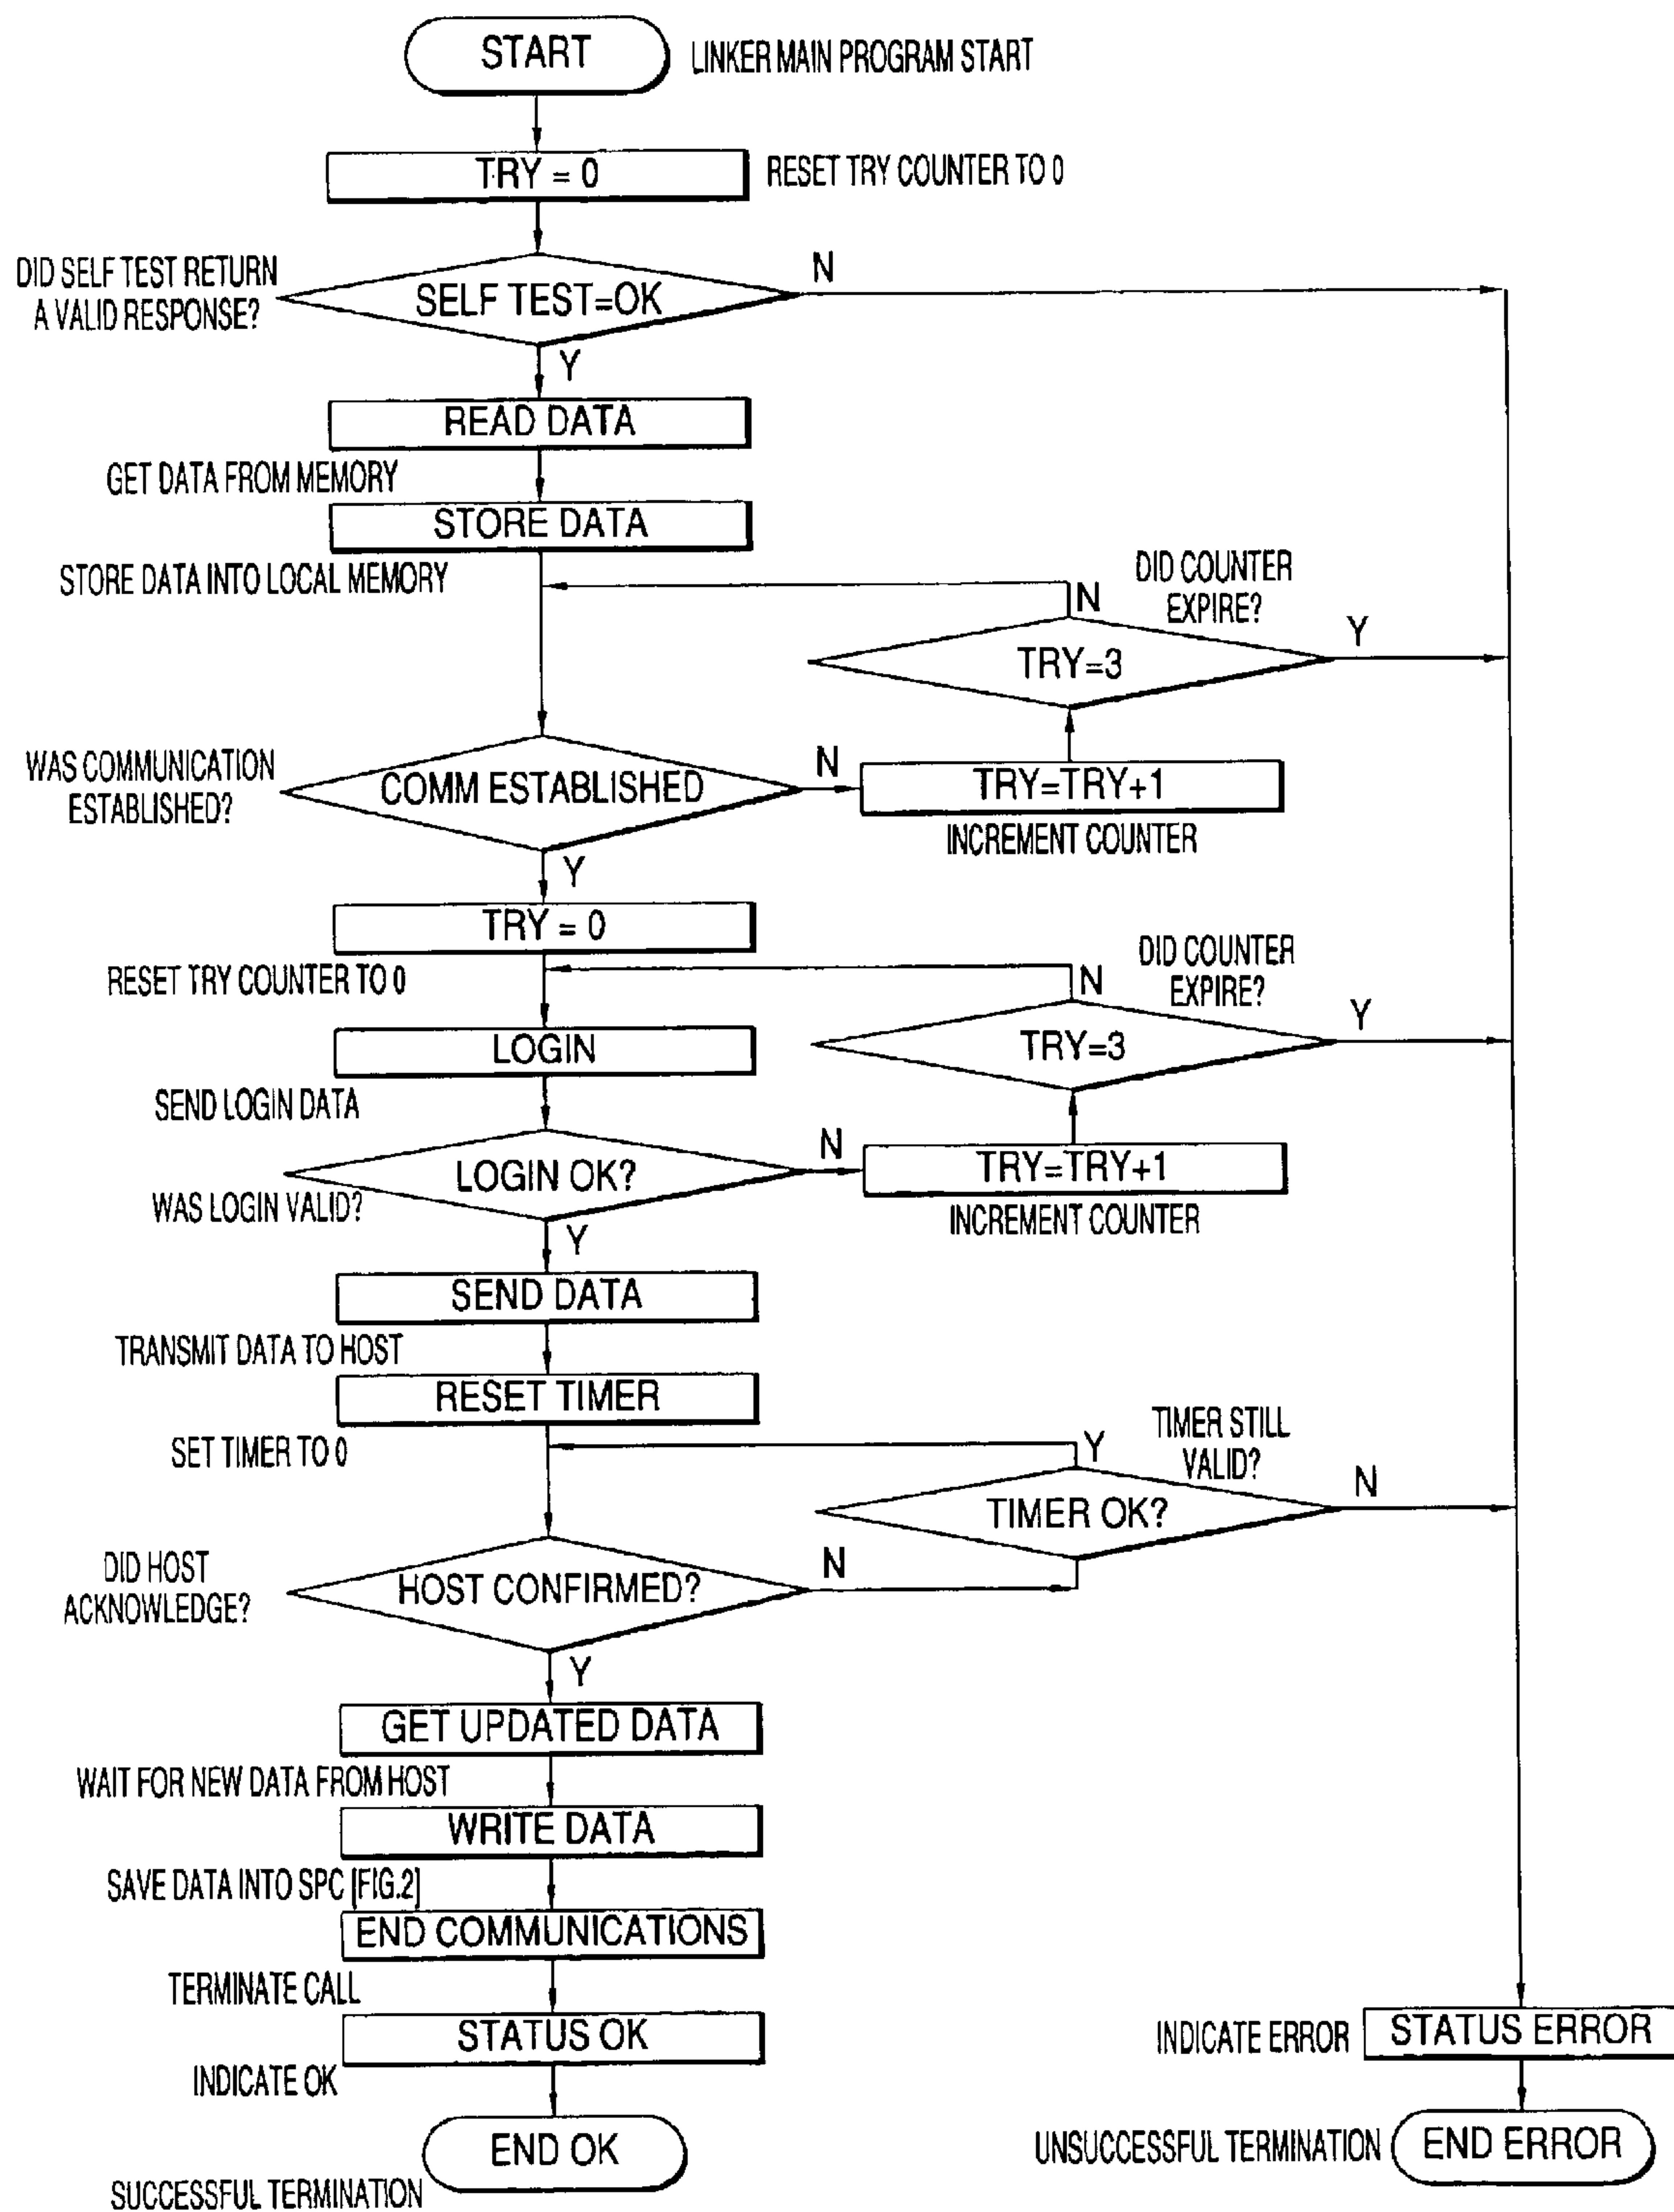 START
LINKER MAIN PROGRAM START
TRY = 0
RESET TRY COUNTER TO 0
DID SELF TEST RETURN
A VALID RESPONSE?
SELF TEST=OK
N
Y
READ DATA
GET DATA FROM MEMORY
STORE DATA
STORE DATA INTO LOCAL MEMORY
DID COUNTER
EXPIRE?
N
Y
TRY=3
WAS COMMUNICATION
ESTABLISHED?
COMM ESTABLISHED
N
TRY=TRY+1
INCREMENT COUNTER
Y
TRY = 0
RESET TRY COUNTER TO 0
DID COUNTER
EXPIRE?
N
Y
TRY=3
LOGIN
SEND LOGIN DATA
LOGIN OK?
WAS LOGIN VALID?
N
TRY=TRY+1
INCREMENT COUNTER
Y
SEND DATA
TRANSMIT DATA TO HOST
RESET TIMER
SET TIMER TO 0
Y
TIMER STILL
VALID?
N
TIMER OK?
DID HOST
ACKNOWLEDGE?
HOST CONFIRMED?
N
Y
GET UPDATED DATA
WAIT FOR NEW DATA FROM HOST
WRITE DATA
SAVE DATA INTO SPC [FIG.2]
END COMMUNICATIONS
TERMINATE CALL
STATUS OK
INDICATE OK
INDICATE ERROR
STATUS ERROR
END OK
SUCCESSFUL TERMINATION
UNSUCCESSFUL TERMINATION
END ERROR